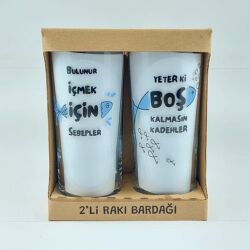 Bulunur
İÇMEK
İÇİN
SEBEPLER
YETER Kİ
BOŞ
KALMASIN
KADEHLER
2'Lİ RAKI BARDAĞI